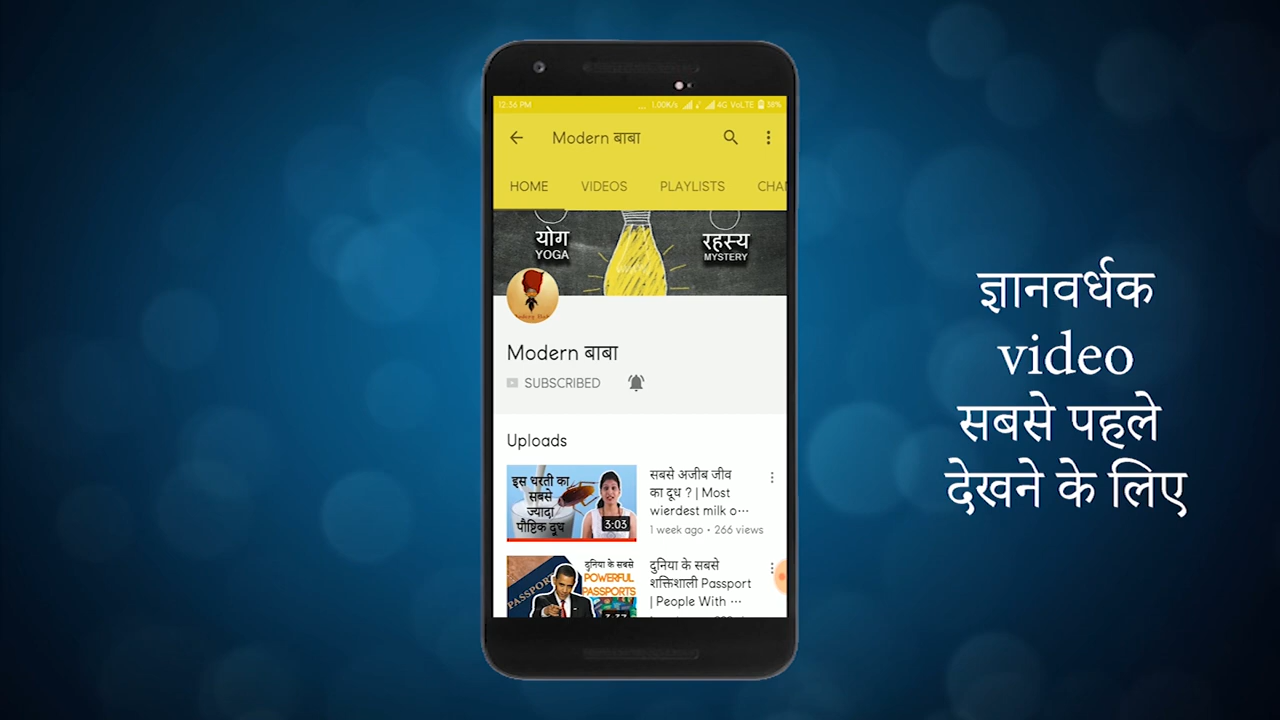 12:36 PM
... 1.00K/s 4G VoLTE 38%
Modern बाबा
HOME VIDEOS PLAYLISTS CHAN
योग
YOGA
रहस्य
MYSTERY
Modern बाबा
SUBSCRIBED
Uploads
इस धरती का
सबसे
ज्यादा
पौष्टिक दूध
3:03
सबसे अजीब जीव
का दूध ? | Most
wierdest milk o...
1 week ago • 266 views
दुनिया के सबसे
POWERFUL
PASSPORTS
PASSPORT
दुनिया के सबसे
शक्तिशाली Passport
| People With ...
ज्ञानवर्धक
video
सबसे पहले
देखने के लिए